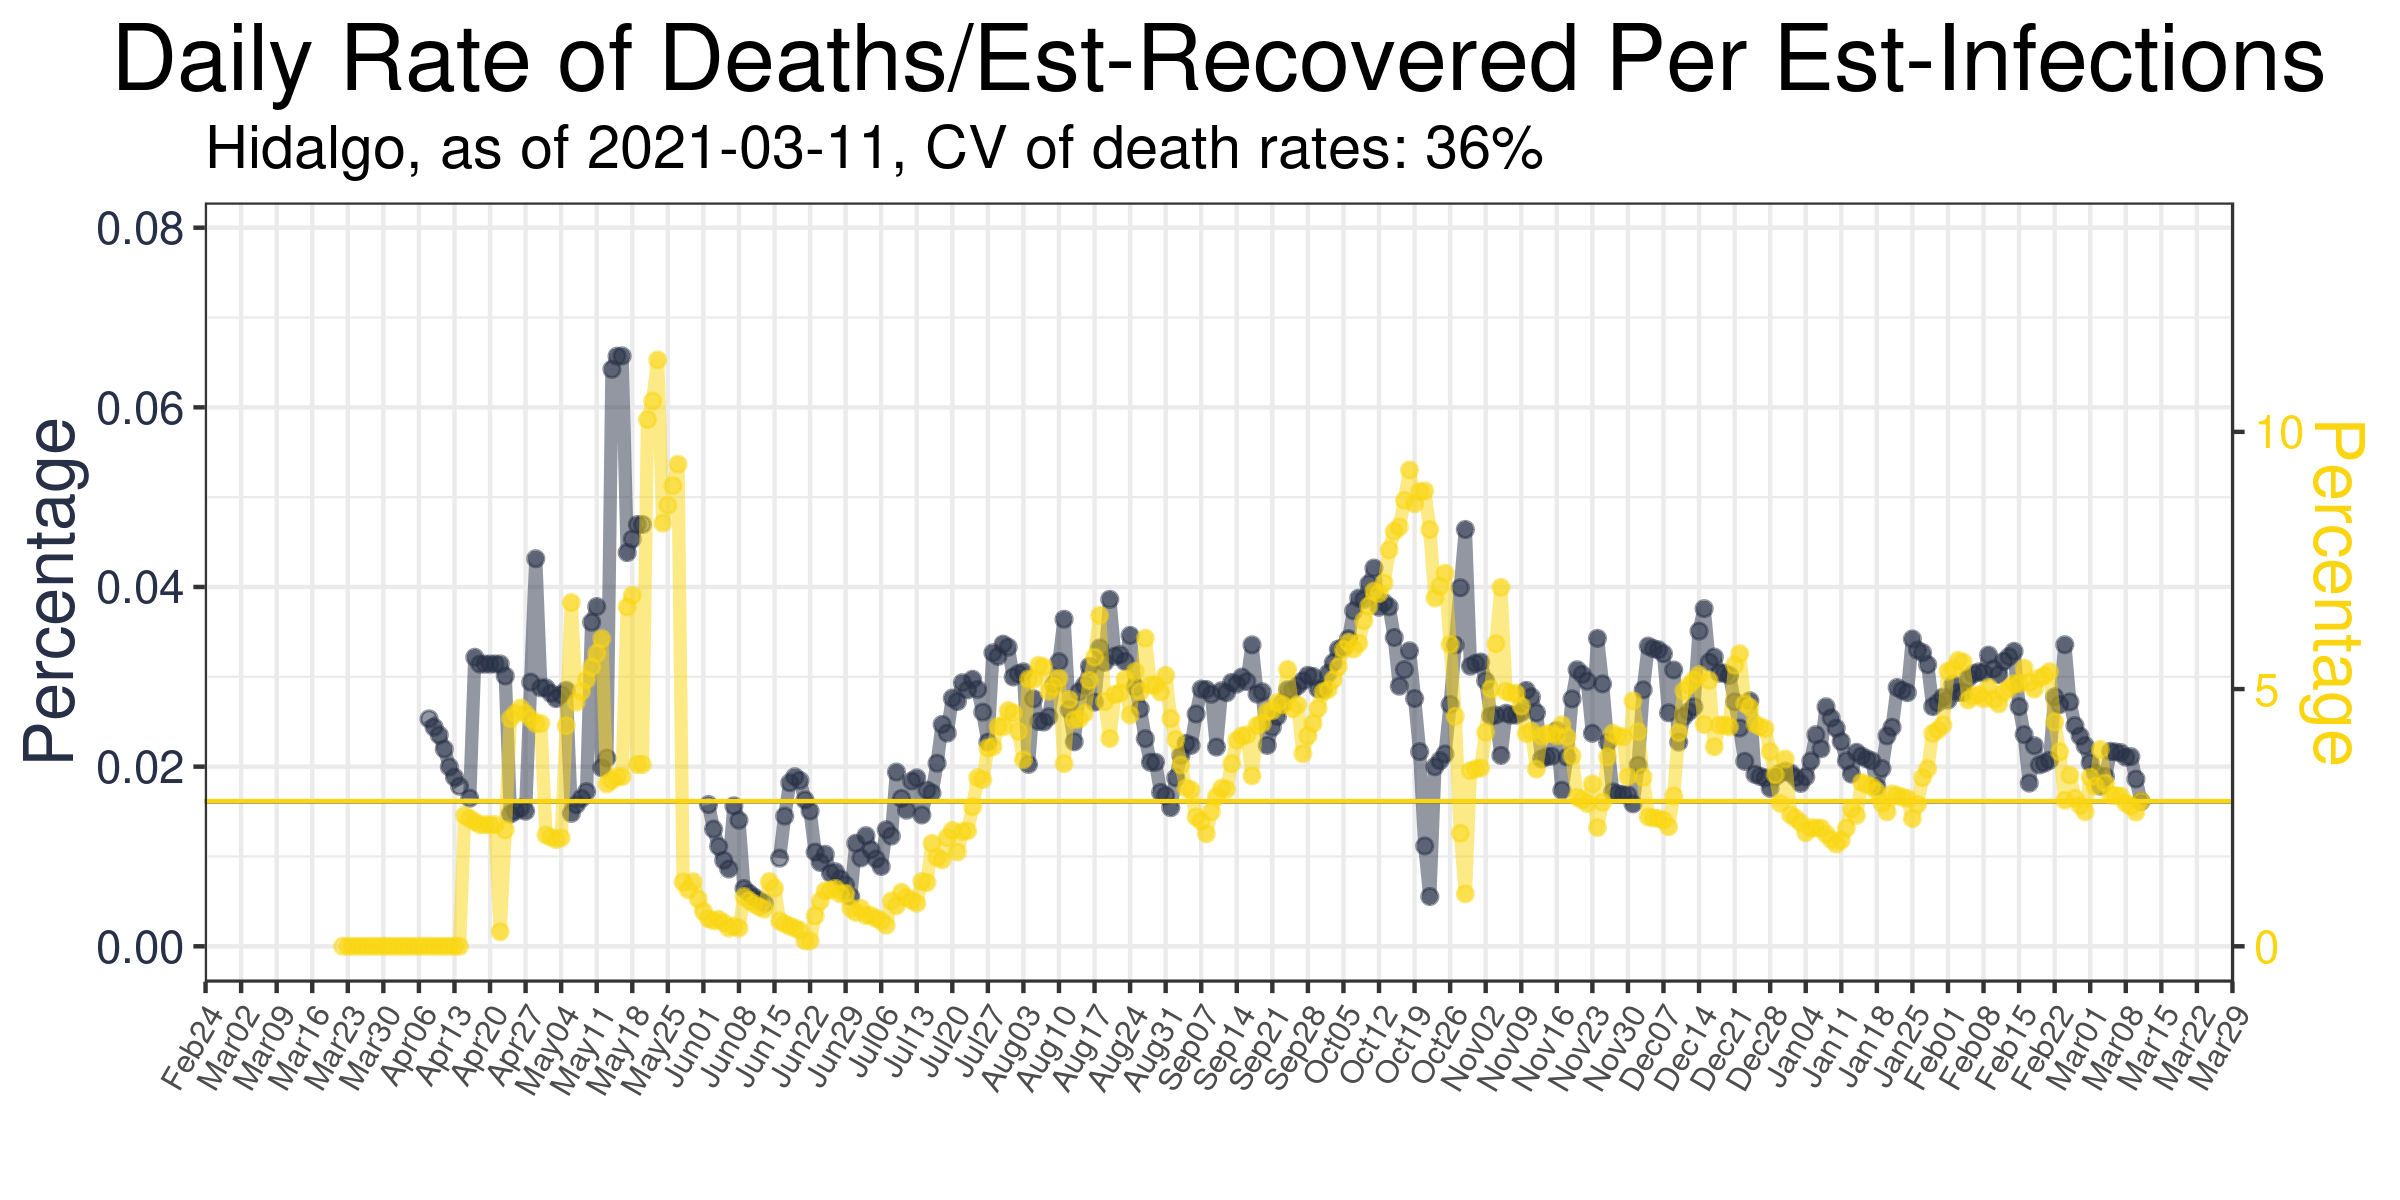 Daily Rate of Deaths/Est-Recovered Per Est-Infections
Hidalgo, as of 2021-03-11, CV of death rates: 36%
0.08
0.06
0.04
0.02
0.00
Percentage
10
5
0
Percentage
Feb24
Mar02
Mar09
Mar16
Mar23
Mar30
Apr06
Apr13
Apr20
Apr27
May04
May11
May18
May25
Jun01
Jun08
Jun15
Jun22
Jun29
Jul06
Jul13
Jul20
Jul27
Aug03
Aug10
Aug17
Aug24
Aug31
Sep07
Sep14
Sep21
Sep28
Oct05
Oct12
Oct19
Oct26
Nov02
Nov09
Nov16
Nov23
Nov30
Dec07
Dec14
Dec21
Dec28
Jan04
Jan11
Jan18
Jan25
Feb01
Feb08
Feb15
Feb22
Mar01
Mar08
Mar15
Mar22
Mar29